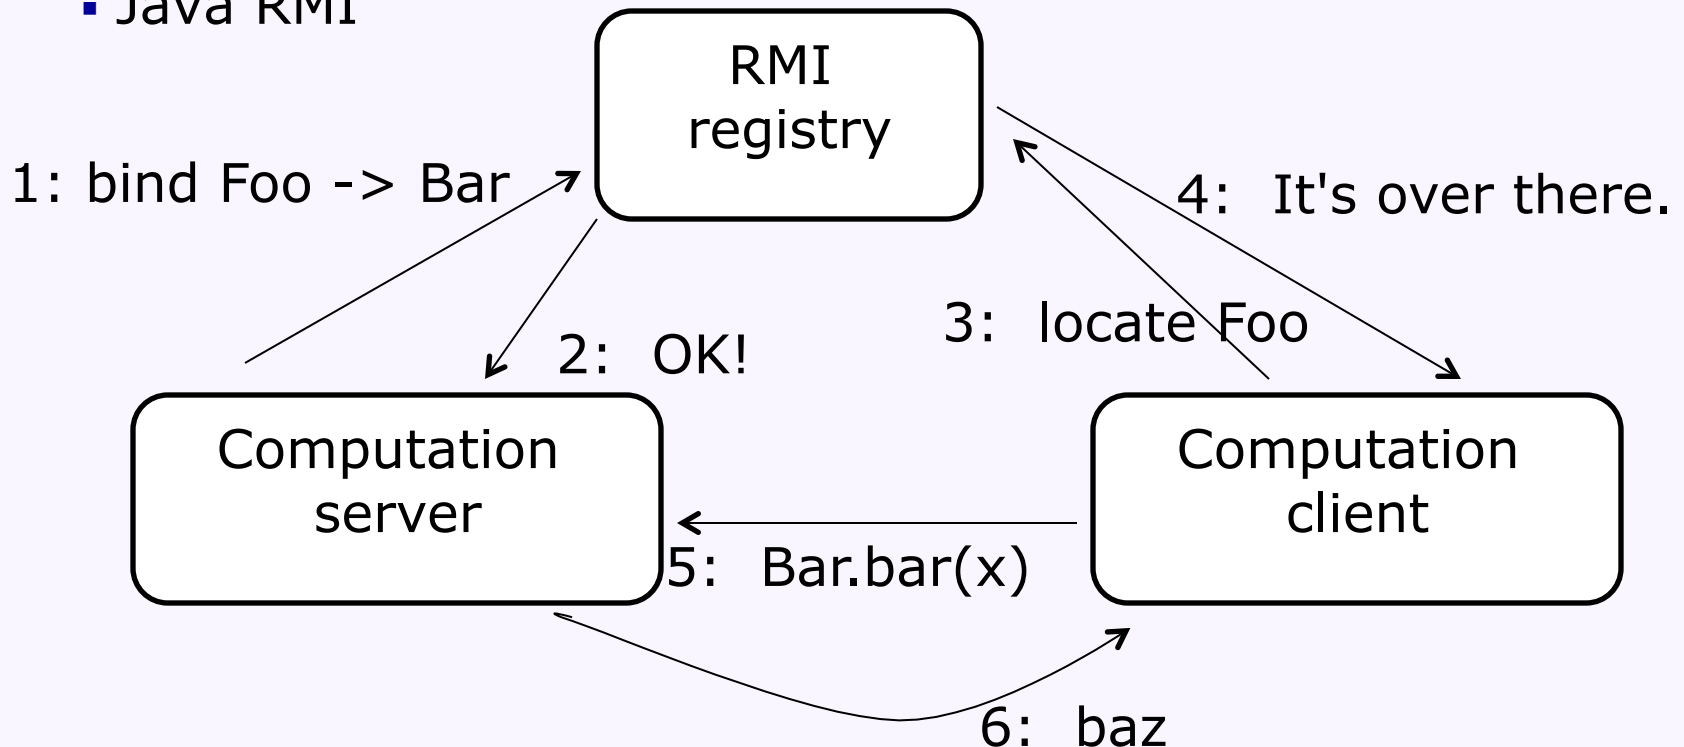 ▪ Java RMI
RMI
registry
1: bind Foo -> Bar
4: It's over there.
3: locate Foo
2: OK!
Computation
server
Computation
client
5: Bar.bar(x)
6: baz